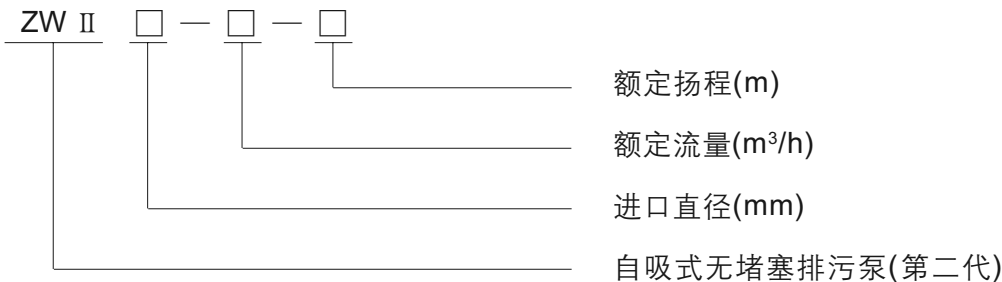 ZW Ⅱ □ — □ — □
额定扬程(m)
额定流量(m³/h)
进口直径(mm)
自吸式无堵塞排污泵(第二代)